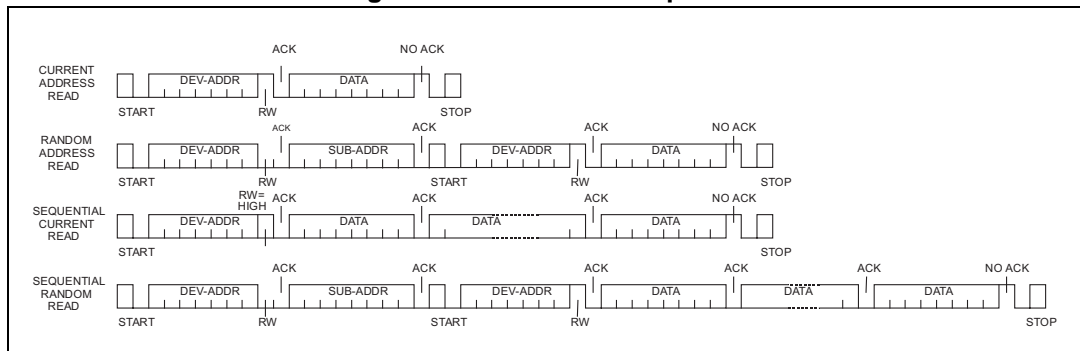 ACK NO ACK
CURRENT
ADDRESS
READ
DEV-ADDR DATA
START RW STOP
ACK ACK ACK NO ACK
RANDOM
ADDRESS
READ
DEV-ADDR SUB-ADDR DEV-ADDR DATA
START RW START RW STOP
RW=
HIGH
ACK ACK ACK NO ACK
SEQUENTIAL
CURRENT
READ
DEV-ADDR DATA DATA DATA
START STOP
ACK ACK ACK ACK ACK NO ACK
SEQUENTIAL
RANDOM
READ
DEV-ADDR SUB-ADDR DEV-ADDR DATA DATA DATA
START RW START RW STOP